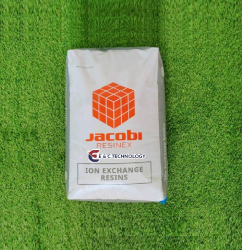 Jacobi
RESINEX
E & C TECHNOLOGY
ION EXCHANGE
RESINS